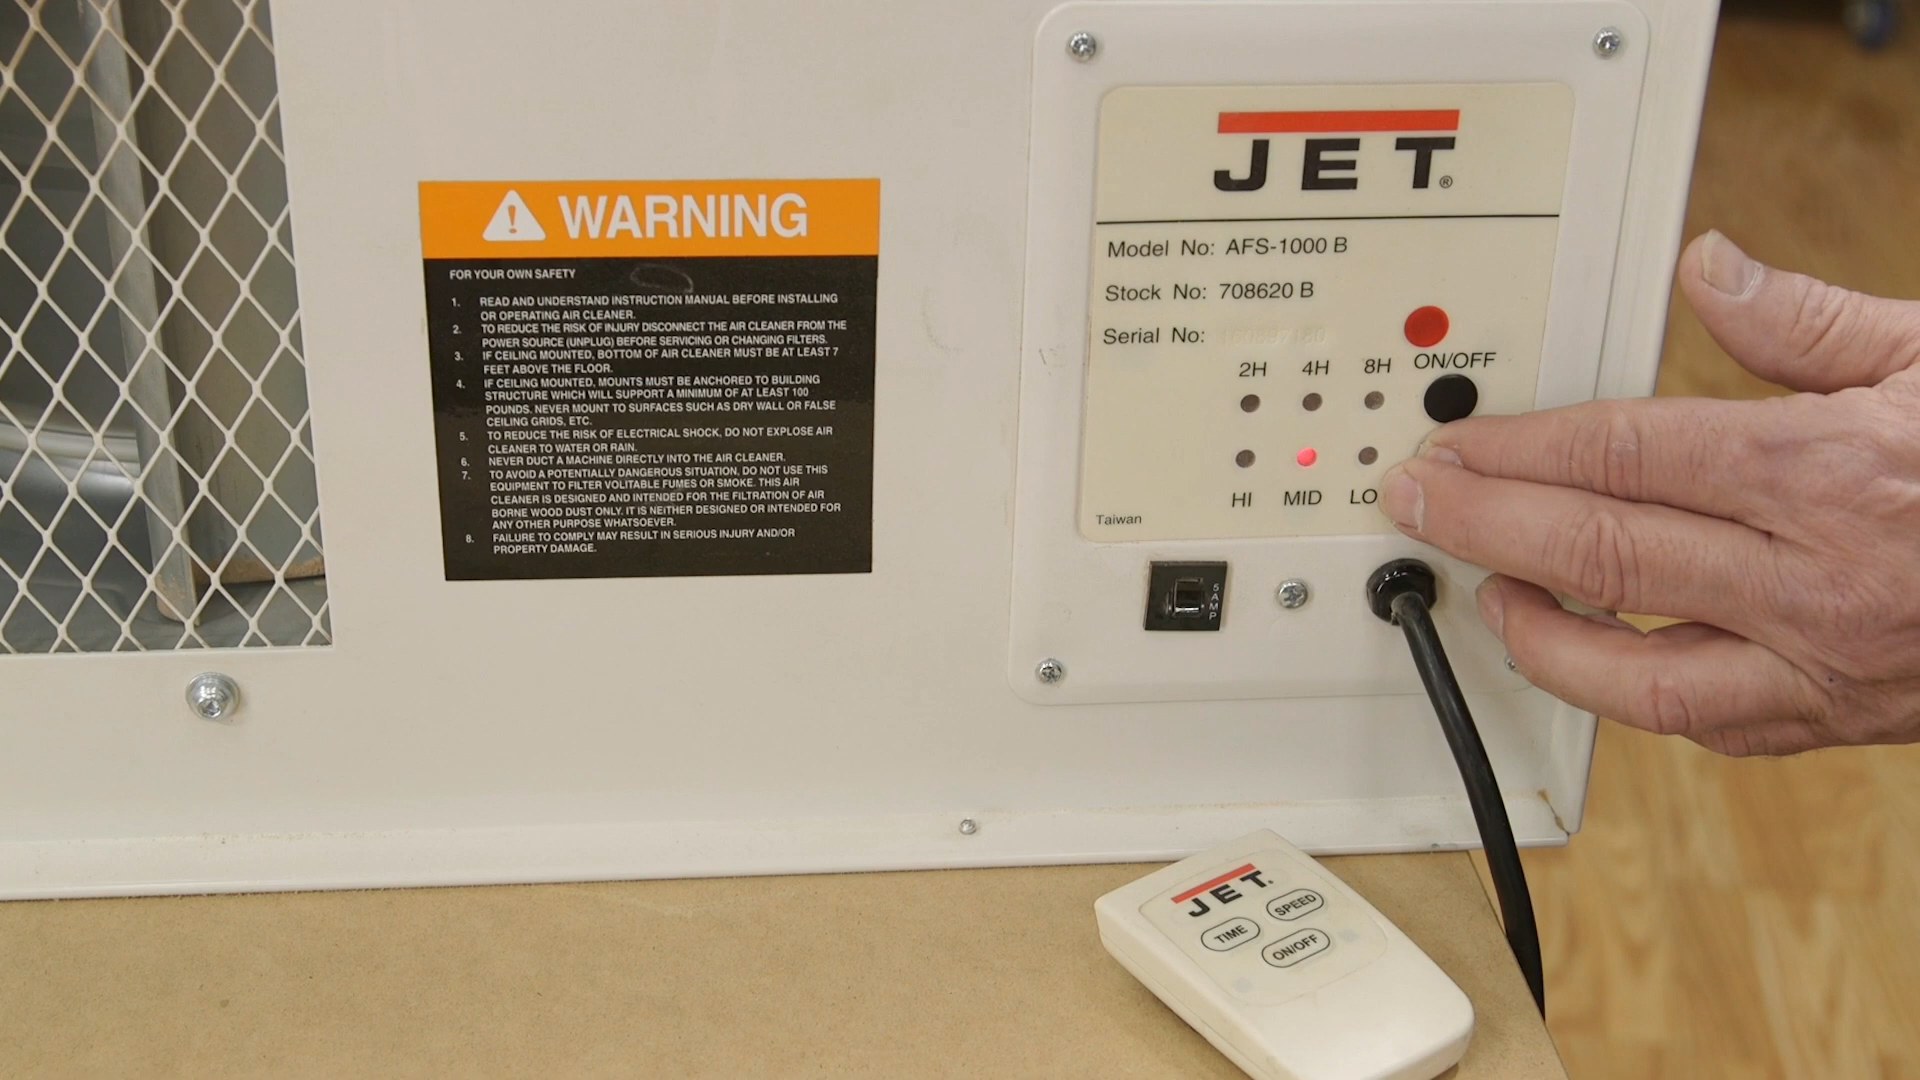 WARNING
FOR YOUR OWN SAFETY
1. READ AND UNDERSTAND INSTRUCTION MANUAL BEFORE INSTALLING
OR OPERATING AIR CLEANER.
2. TO REDUCE THE RISK OF INJURY DISCONNECT THE AIR CLEANER FROM THE
POWER SOURCE (UNPLUG) BEFORE SERVICING OR CHANGING FILTERS.
3. IF CEILING MOUNTED, BOTTOM OF AIR CLEANER MUST BE AT LEAST 7
FEET ABOVE THE FLOOR.
4. IF CEILING MOUNTED, MOUNTS MUST BE ANCHORED TO BUILDING
STRUCTURE WHICH WILL SUPPORT A MINIMUM OF AT LEAST 100
POUNDS. NEVER MOUNT TO SURFACES SUCH AS DRY WALL OR FALSE
CEILING GRIDS, ETC.
5. TO REDUCE THE RISK OF ELECTRICAL SHOCK, DO NOT EXPLOSE AIR
CLEANER TO WATER OR RAIN.
6. NEVER DUCT A MACHINE DIRECTLY INTO THE AIR CLEANER.
7. TO AVOID A POTENTIALLY DANGEROUS SITUATION, DO NOT USE THIS
EQUIPMENT TO FILTER VOLITABLE FUMES OR SMOKE. THIS AIR
CLEANER IS DESIGNED AND INTENDED FOR THE FILTRATION OF AIR
BORNE WOOD DUST ONLY. IT IS NEITHER DESIGNED OR INTENDED FOR
ANY OTHER PURPOSE WHATSOEVER.
8. FAILURE TO COMPLY MAY RESULT IN SERIOUS INJURY AND/OR
PROPERTY DAMAGE.
JET®
Model No: AFS-1000 B
Stock No: 708620 B
Serial No:
2H 4H 8H ON/OFF
HI MID LO
Taiwan
5 AMP
JET
TIME SPEED
ON/OFF